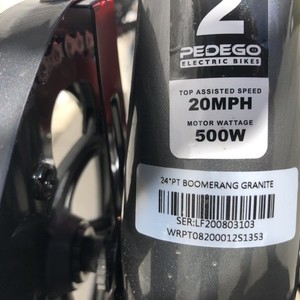 2
PEDEGO
ELECTRIC BIKES
TOP ASSISTED SPEED
20MPH
MOTOR WATTAGE
500W
24"PT BOOMERANG GRANITE
SER:LF200803103
WRPT08200012S1353